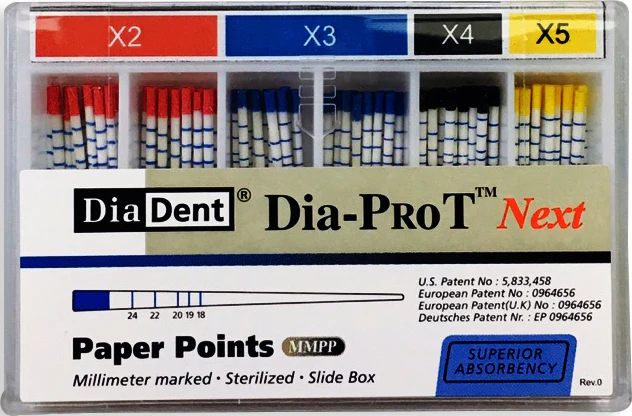 X2 X3 X4 X5
DiaDent® Dia-PROT™ Next
U.S. Patent No : 5,833,458
European Patent No : 0964656
European Patent(U.K) No : 0964656
Deutsches Patent Nr. : EP 0964656
24 22 20 19 18
Paper Points MMPP
Millimeter marked · Sterilized · Slide Box
SUPERIOR
ABSORBENCY
Rev.0